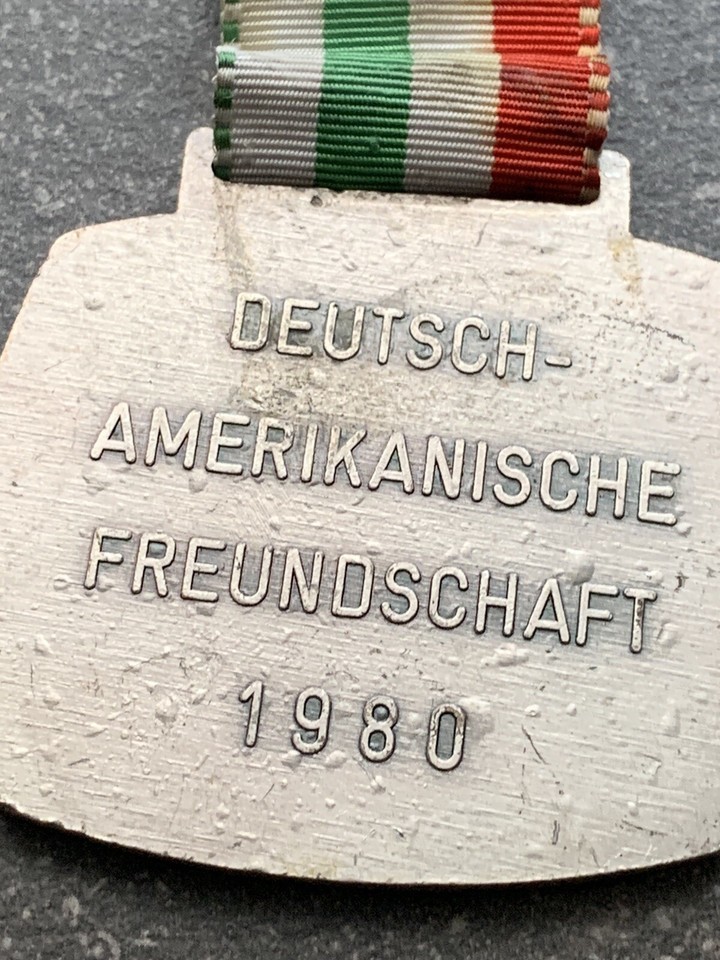 DEUTSCH-
AMERIKANISCHE
FREUNDSCHAFT
1980